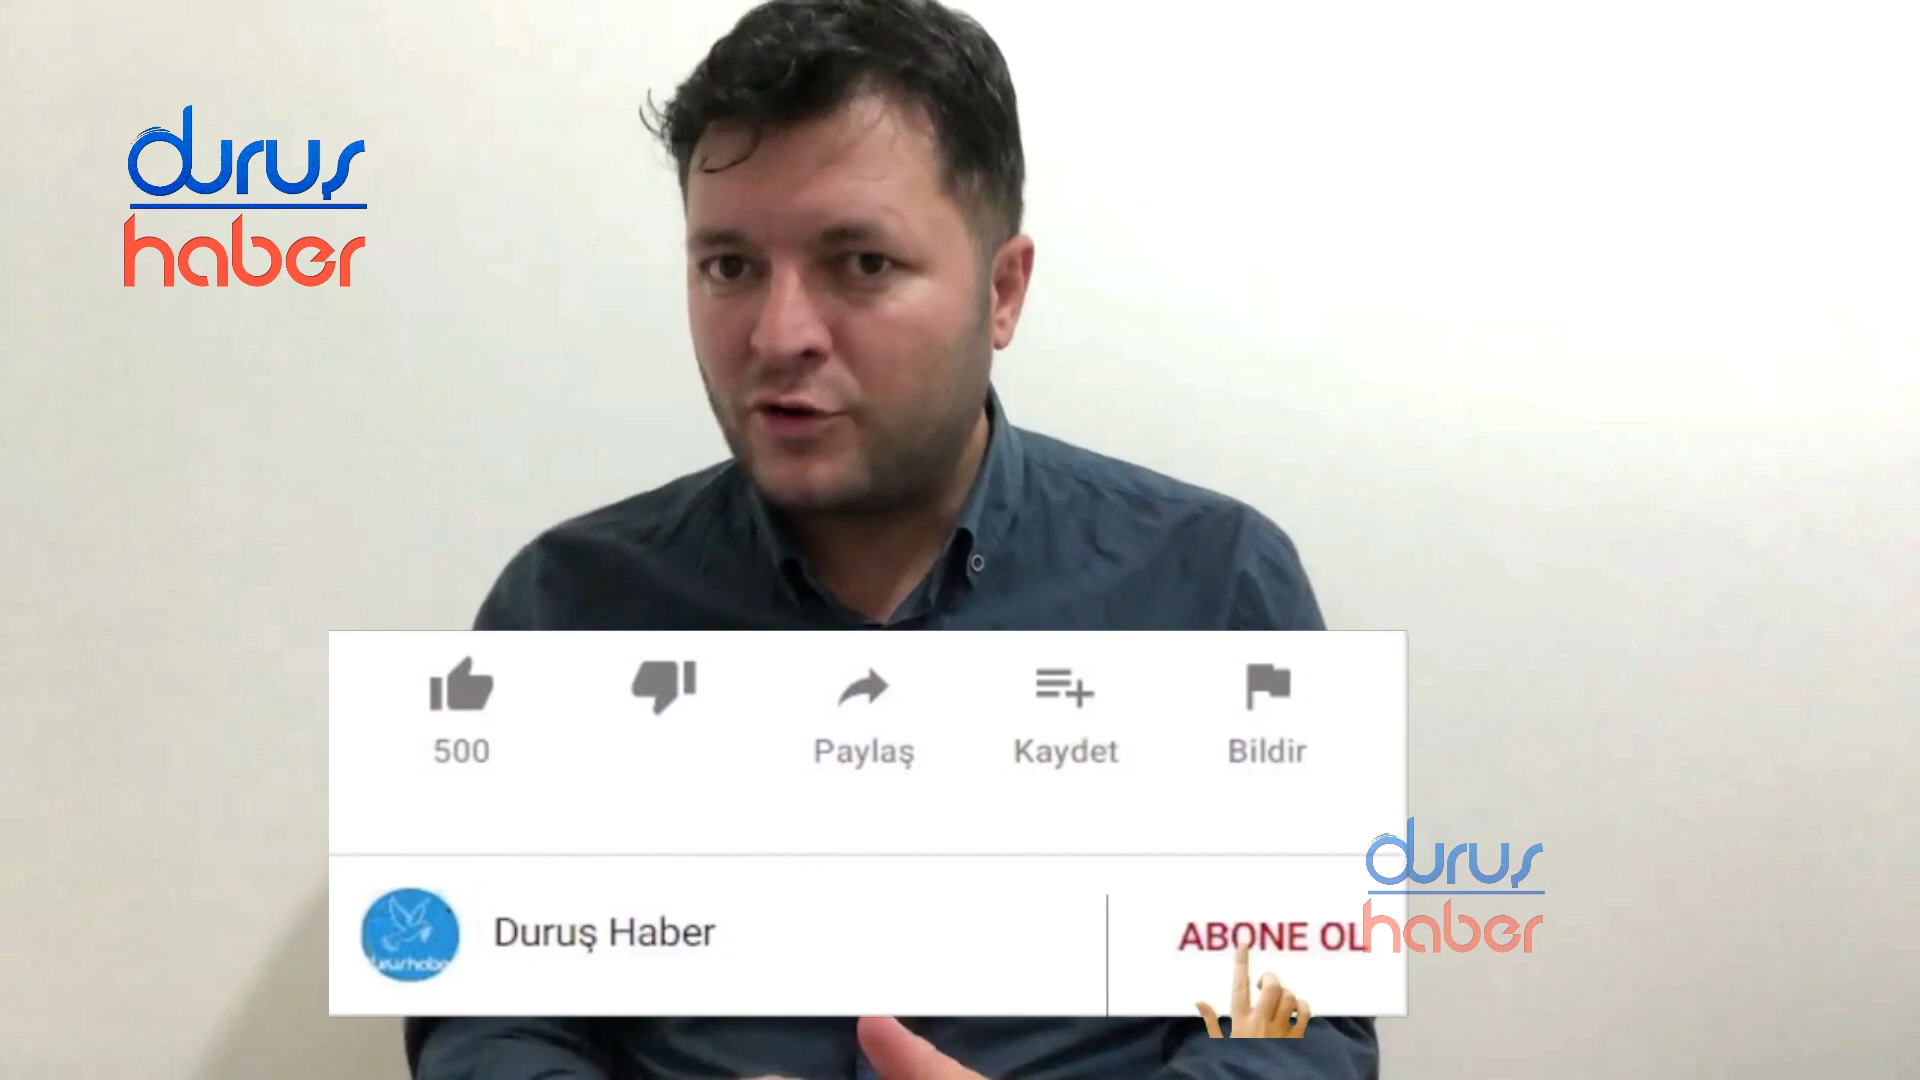 duruş
haber
500
Paylaş
Kaydet
Bildir
Duruş Haber
ABONE OL
duruş
haber